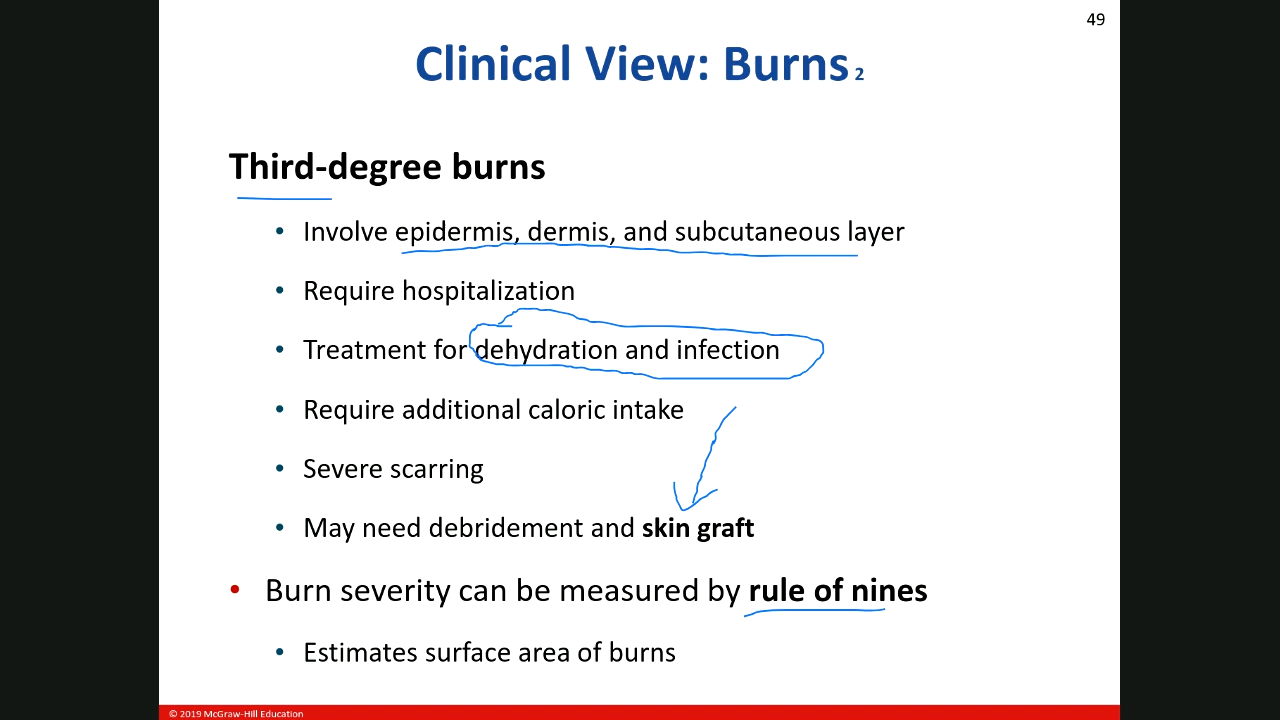 49
Clinical View: Burns 2
Third-degree burns
• Involve epidermis, dermis, and subcutaneous layer
• Require hospitalization
• Treatment for dehydration and infection
• Require additional caloric intake
• Severe scarring
• May need debridement and skin graft
• Burn severity can be measured by rule of nines
• Estimates surface area of burns
© 2019 McGraw-Hill Education